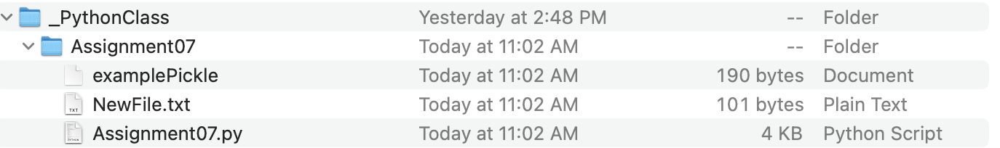 _PythonClass Yesterday at 2:48 PM -- Folder
Assignment07 Today at 11:02 AM -- Folder
examplePickle Today at 11:02 AM 190 bytes Document
TXT NewFile.txt Today at 11:02 AM 101 bytes Plain Text
PYTHON Assignment07.py Today at 11:02 AM 4 KB Python Script